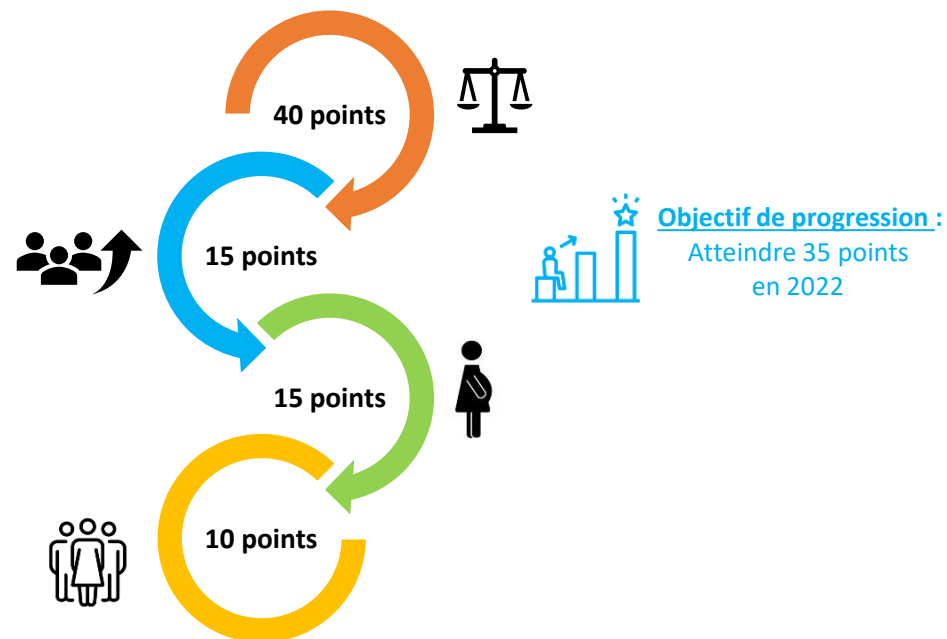 40 points
15 points
Objectif de progression :
Atteindre 35 points
en 2022
15 points
10 points